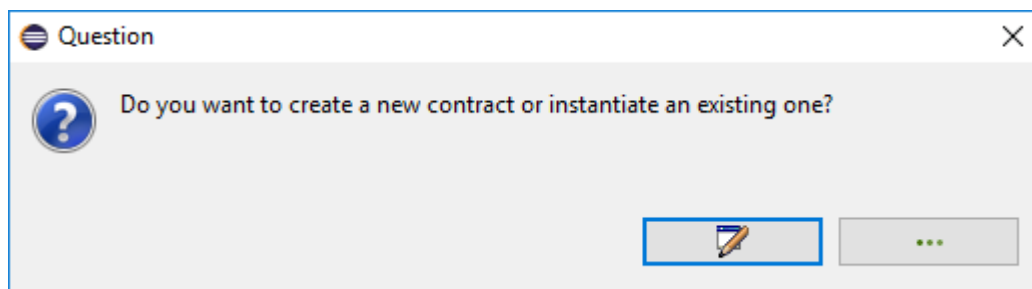 Question
Do you want to create a new contract or instantiate an existing one?